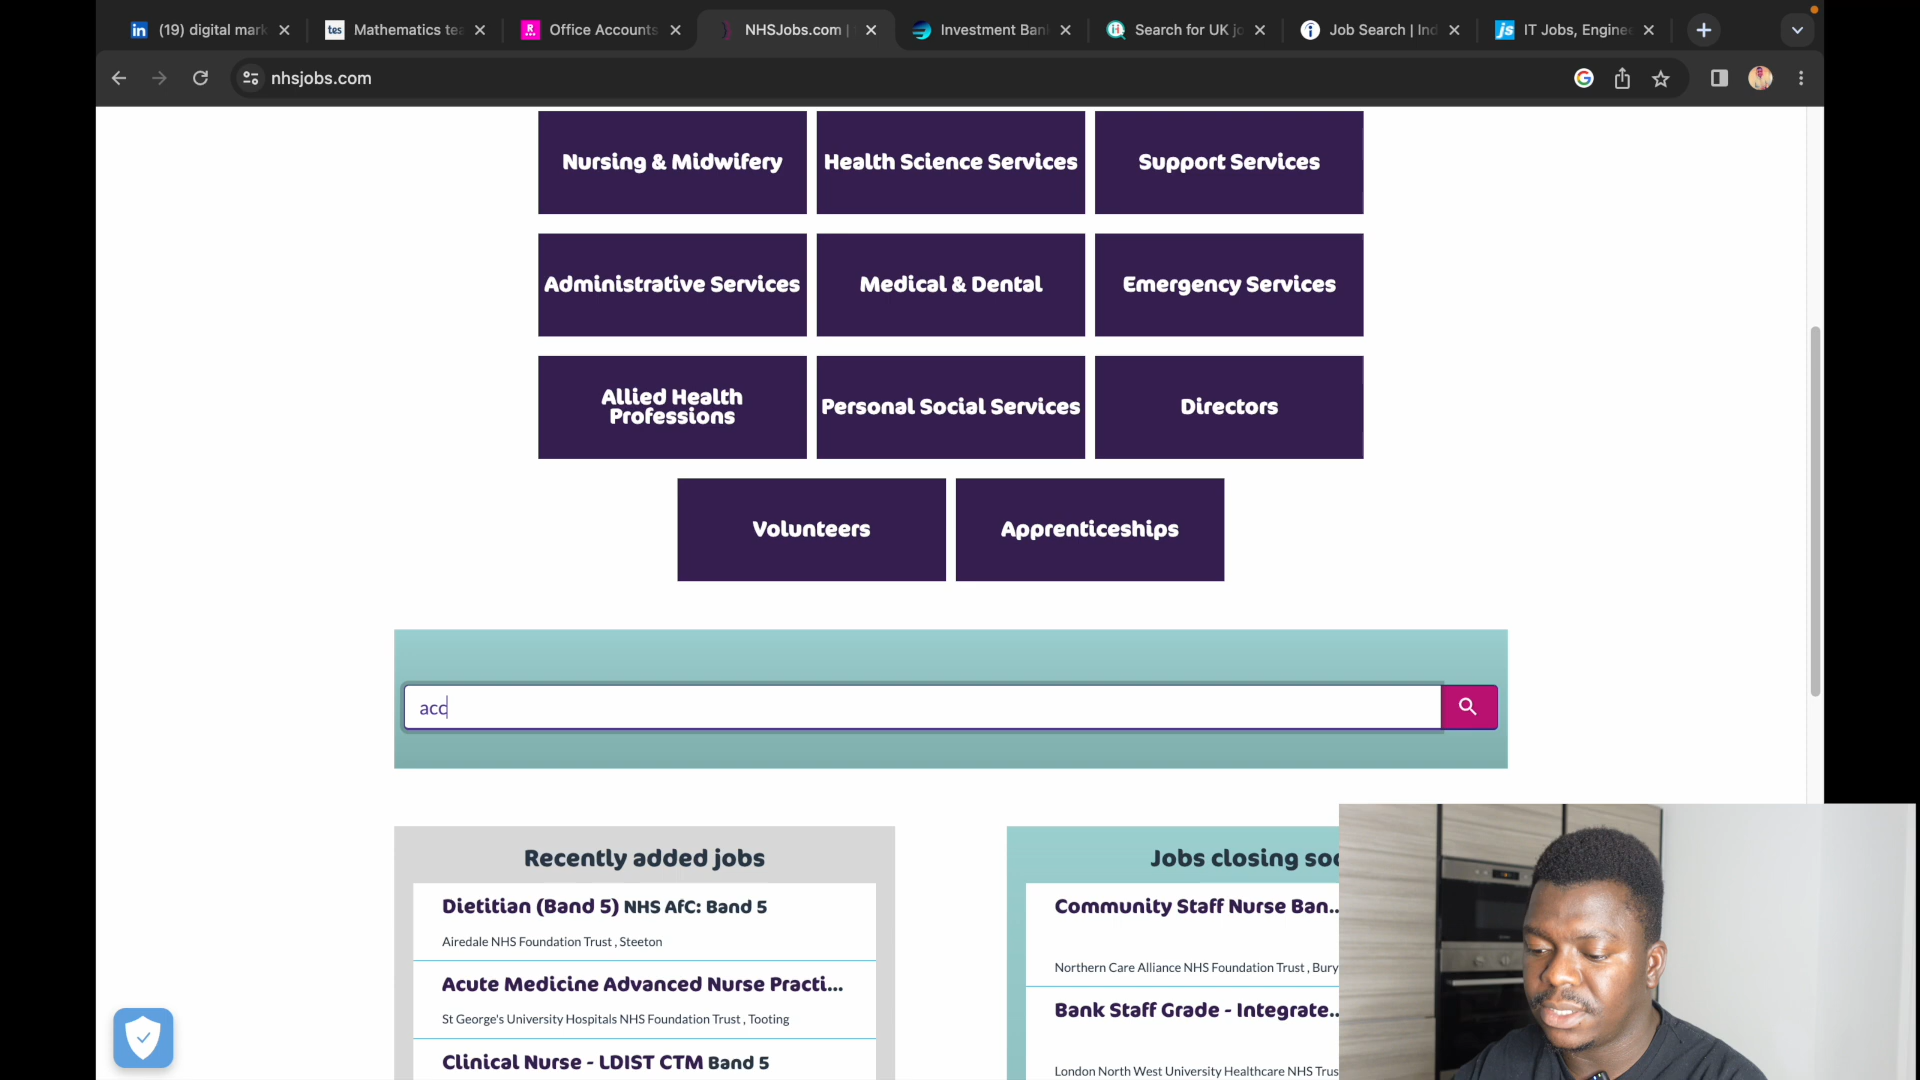 (19) digital mark
tes Mathematics tea
Office Accounts
NHSJobs.com |
Investment Ban
Search for UK jo
Job Search | Ind
IT Jobs, Enginee
nhsjobs.com
Nursing & Midwifery
Health Science Services
Support Services
Administrative Services
Medical & Dental
Emergency Services
Allied Health
Professions
Personal Social Services
Directors
Volunteers
Apprenticeships
acc
Recently added jobs
Dietitian (Band 5) NHS AfC: Band 5
Airedale NHS Foundation Trust , Steeton
Acute Medicine Advanced Nurse Practi...
St George's University Hospitals NHS Foundation Trust , Tooting
Clinical Nurse - LDIST CTM Band 5
Jobs closing soo
Community Staff Nurse Ban...
Northern Care Alliance NHS Foundation Trust , Bury
Bank Staff Grade - Integrate...
London North West University Healthcare NHS Trus